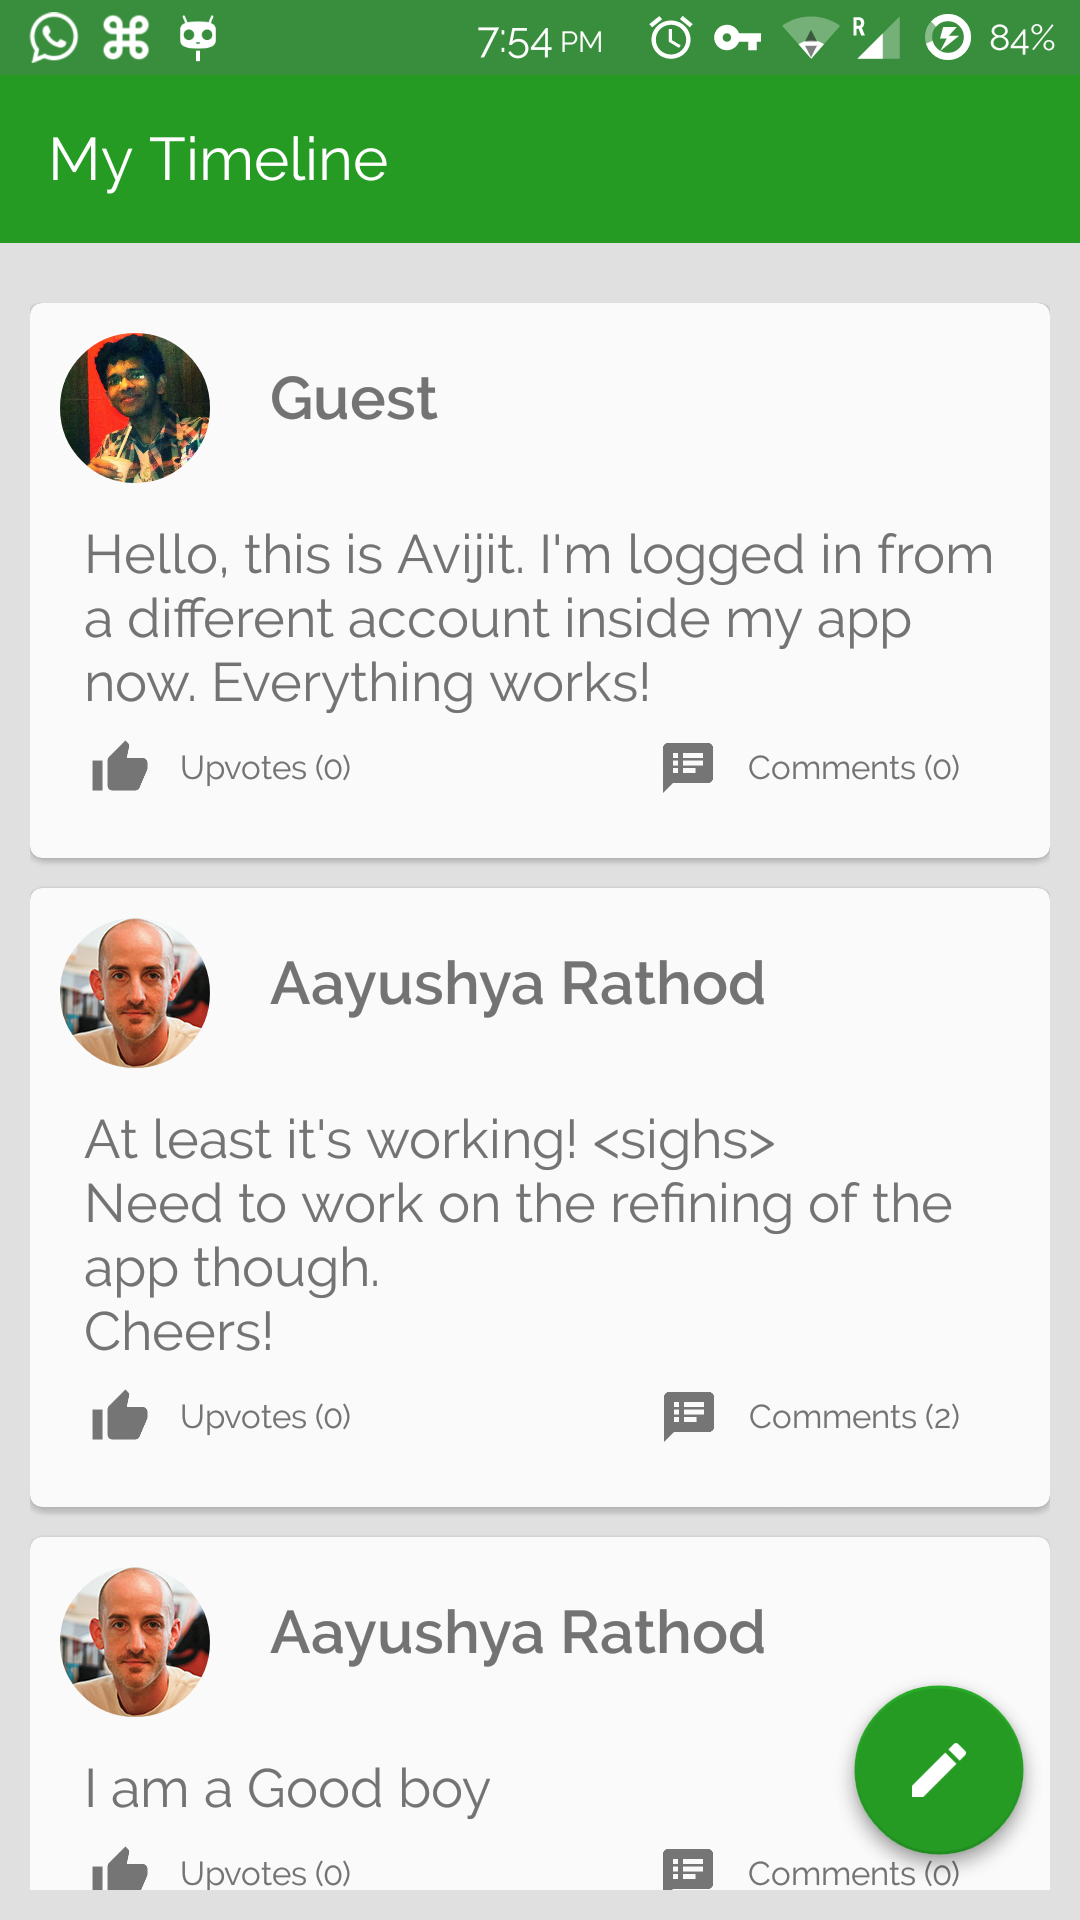 7:54 PM R 84%
My Timeline
Guest
Hello, this is Avijit. I'm logged in from
a different account inside my app
now. Everything works!
Upvotes (0) Comments (0)
Aayushya Rathod
At least it's working! <sighs>
Need to work on the refining of the
app though.
Cheers!
Upvotes (0) Comments (2)
Aayushya Rathod
I am a Good boy
Upvotes (0) Comments (0)